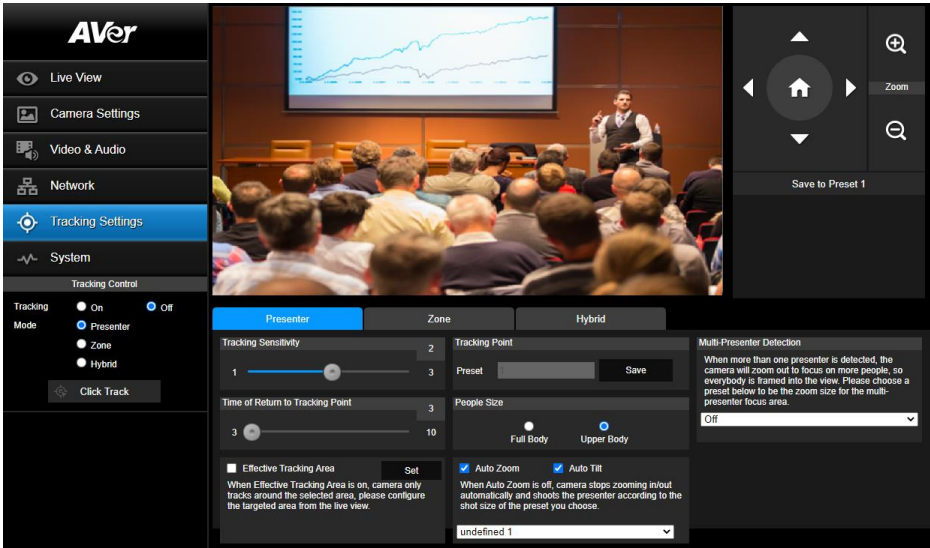 AVer
Live View
Camera Settings
Video & Audio
Network
Tracking Settings
System
Tracking Control
Tracking
On
Off
Mode
Presenter
Zone
Hybrid
Click Track
Zoom
Save to Preset 1
Presenter
Zone
Hybrid
Tracking Sensitivity
2
1
3
Time of Return to Tracking Point
3
3
10
Effective Tracking Area
Set
When Effective Tracking Area is on, camera only
tracks around the selected area, please configure
the targeted area from the live view.
Tracking Point
Preset
1
Save
People Size
Full Body
Upper Body
Auto Zoom
Auto Tilt
When Auto Zoom is off, camera stops zooming in/out
automatically and shoots the presenter according to the
shot size of the preset you choose.
undefined 1
Multi-Presenter Detection
When more than one presenter is detected, the
camera will zoom out to focus on more people, so
everybody is framed into the view. Please choose a
preset below to be the zoom size for the multi-
presenter focus area.
Off